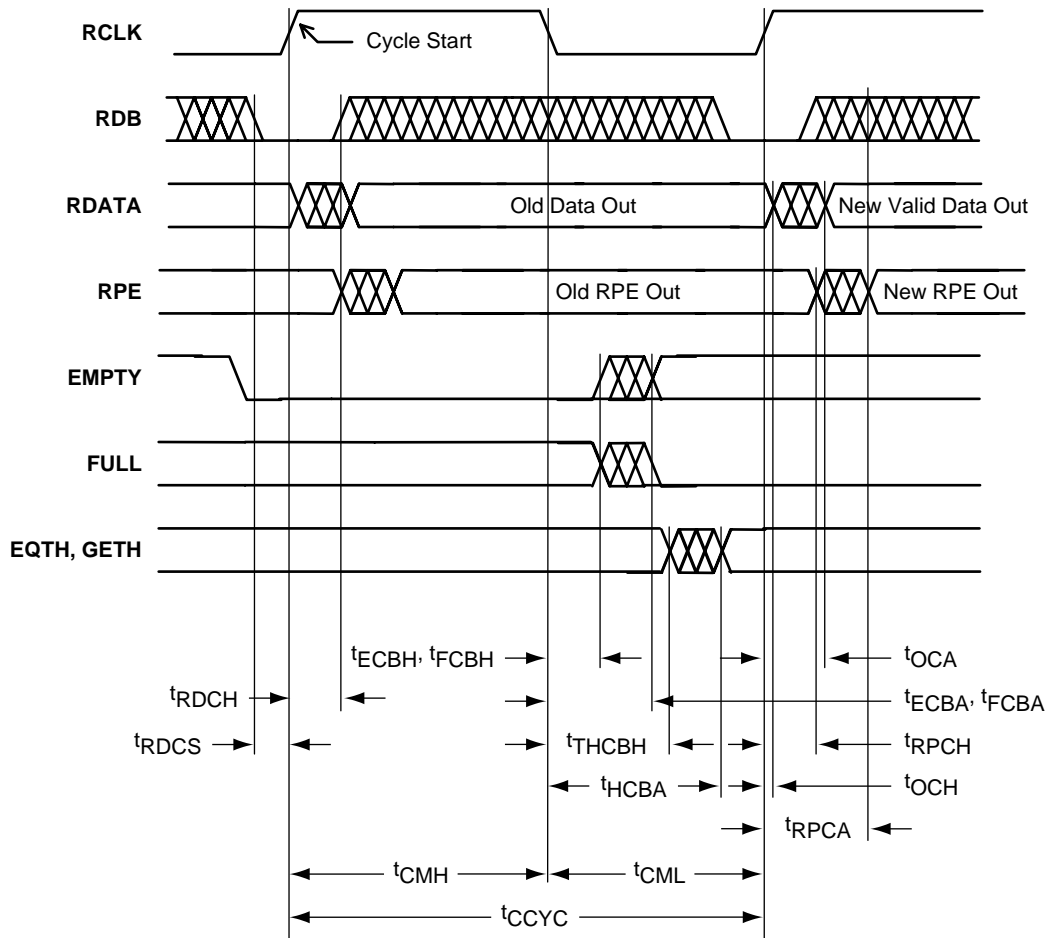 RCLK
Cycle Start
RDB
RDATA
Old Data Out
New Valid Data Out
RPE
Old RPE Out
New RPE Out
EMPTY
FULL
EQTH, GETH
tECBH, tFCBH
tOCA
tRDCH
tECBA, tFCBA
tRDCS
tTHCBH
tRPCH
tHCBA
tOCH
tRPCA
tCMH
tCML
tCCYC